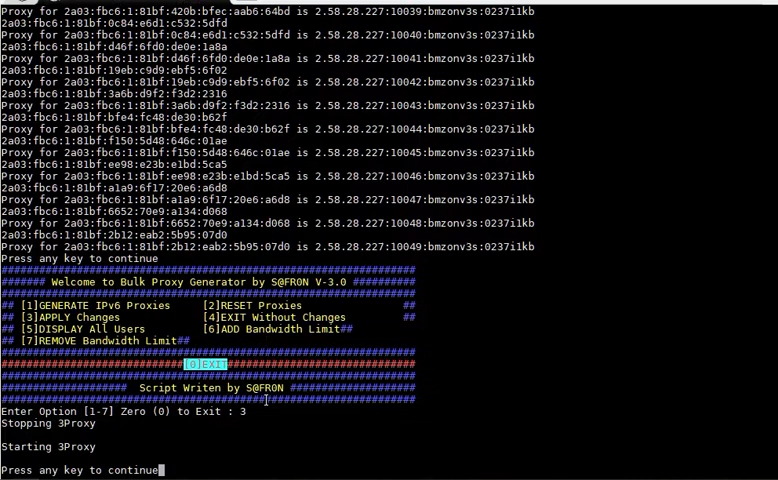 Proxy for 2a03:fbc6:1:81bf:420b:bfec:aab6:64bd is 2.58.28.227:10039:bmzonv3s:0237i1kb
2a03:fbc6:1:81bf:0c84:e6d1:c532:5dfd
Proxy for 2a03:fbc6:1:81bf:0c84:e6d1:c532:5dfd is 2.58.28.227:10040:bmzonv3s:0237i1kb
2a03:fbc6:1:81bf:d46f:6fd0:de0e:1a8a
Proxy for 2a03:fbc6:1:81bf:d46f:6fd0:de0e:1a8a is 2.58.28.227:10041:bmzonv3s:0237i1kb
2a03:fbc6:1:81bf:19eb:c9d9:ebf5:6f02
Proxy for 2a03:fbc6:1:81bf:19eb:c9d9:ebf5:6f02 is 2.58.28.227:10042:bmzonv3s:0237i1kb
2a03:fbc6:1:81bf:3a6b:d9f2:f3d2:2316
Proxy for 2a03:fbc6:1:81bf:3a6b:d9f2:f3d2:2316 is 2.58.28.227:10043:bmzonv3s:0237i1kb
2a03:fbc6:1:81bf:bfe4:fc48:de30:b62f
Proxy for 2a03:fbc6:1:81bf:bfe4:fc48:de30:b62f is 2.58.28.227:10044:bmzonv3s:0237i1kb
2a03:fbc6:1:81bf:f150:5d48:646c:01ae
Proxy for 2a03:fbc6:1:81bf:f150:5d48:646c:01ae is 2.58.28.227:10045:bmzonv3s:0237i1kb
2a03:fbc6:1:81bf:ee98:e23b:e1bd:5ca5
Proxy for 2a03:fbc6:1:81bf:ee98:e23b:e1bd:5ca5 is 2.58.28.227:10046:bmzonv3s:0237i1kb
2a03:fbc6:1:81bf:a1a9:6f17:20e6:a6d8
Proxy for 2a03:fbc6:1:81bf:a1a9:6f17:20e6:a6d8 is 2.58.28.227:10047:bmzonv3s:0237i1kb
2a03:fbc6:1:81bf:6652:70e9:a134:d068
Proxy for 2a03:fbc6:1:81bf:6652:70e9:a134:d068 is 2.58.28.227:10048:bmzonv3s:0237i1kb
2a03:fbc6:1:81bf:2b12:eab2:5b95:07d0
Proxy for 2a03:fbc6:1:81bf:2b12:eab2:5b95:07d0 is 2.58.28.227:10049:bmzonv3s:0237i1kb
Press any key to continue
##################################################################
####### Welcome to Bulk Proxy Generator by S@FR0N V-3.0 ##########
##################################################################
## [1]GENERATE IPv6 Proxies [2]RESET Proxies ##
## [3]APPLY Changes [4]EXIT Without Changes ##
## [5]DISPLAY All Users [6]ADD Bandwidth Limit##
## [7]REMOVE Bandwidth Limit##
##################################################################
#############################[0]EXIT##############################
##################################################################
#################### Script Writen by S@FR0N ####################
##################################################################
Enter Option [1-7] Zero (0) to Exit : 3
Stopping 3Proxy
Starting 3Proxy
Press any key to continue